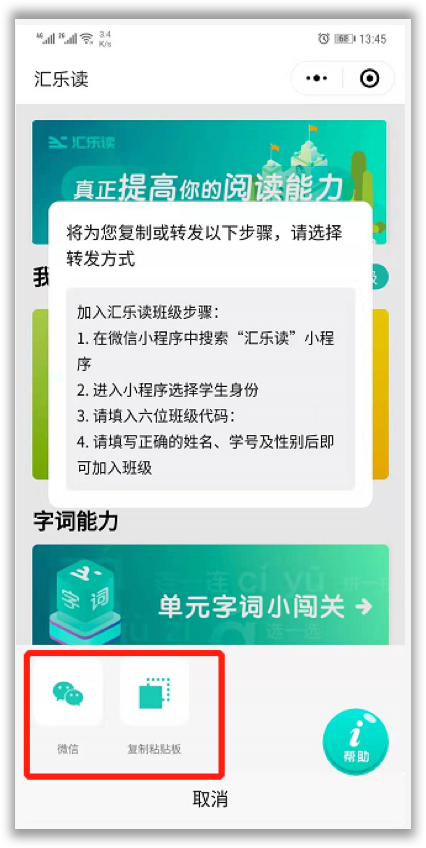 4G 2G 3.4 K/s 68 13:45
汇乐读
汇乐读
真正提高你的阅读能力
将为您复制或转发以下步骤，请选择
转发方式
加入汇乐读班级步骤：
1. 在微信小程序中搜索“汇乐读”小程
序
2. 进入小程序选择学生身份
3. 请填入六位班级代码：
4. 请填写正确的姓名、学号及性别后即
可加入班级
字词能力
字 词
单元字词小闯关
微信
复制粘贴板
帮助
取消